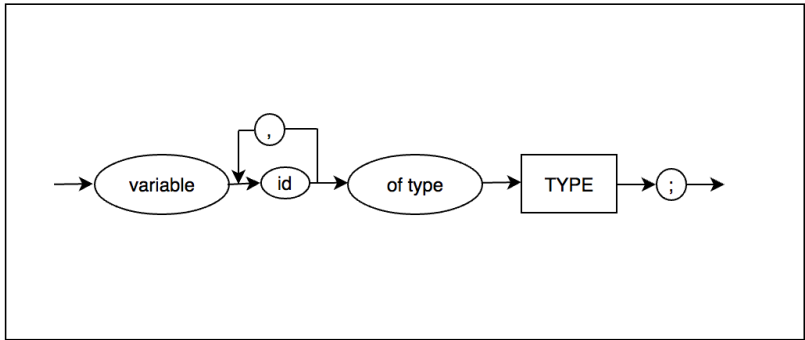 ,
variable id of type TYPE ;